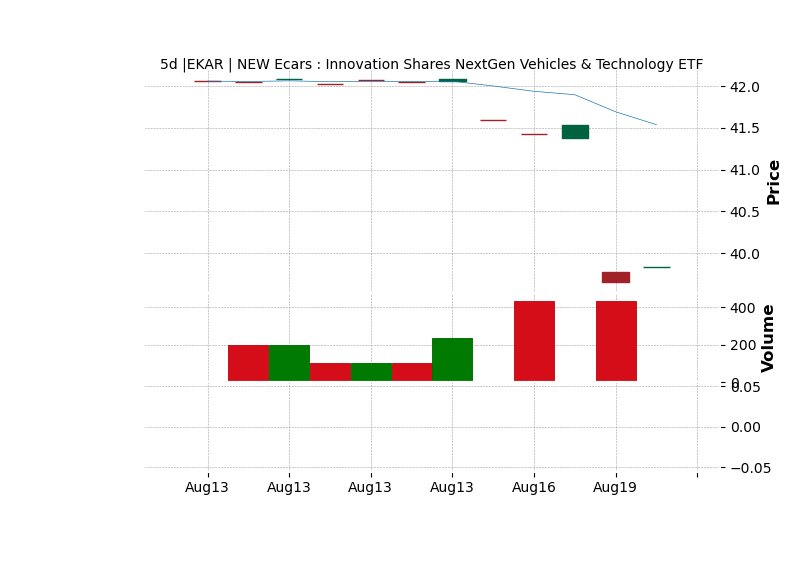 5d |EKAR | NEW Ecars : Innovation Shares NextGen Vehicles & Technology ETF
42.0
41.5
41.0
40.5
40.0
Price
400
200
0
Volume
0.05
0.00
−0.05
Aug13 Aug13 Aug13 Aug13 Aug16 Aug19